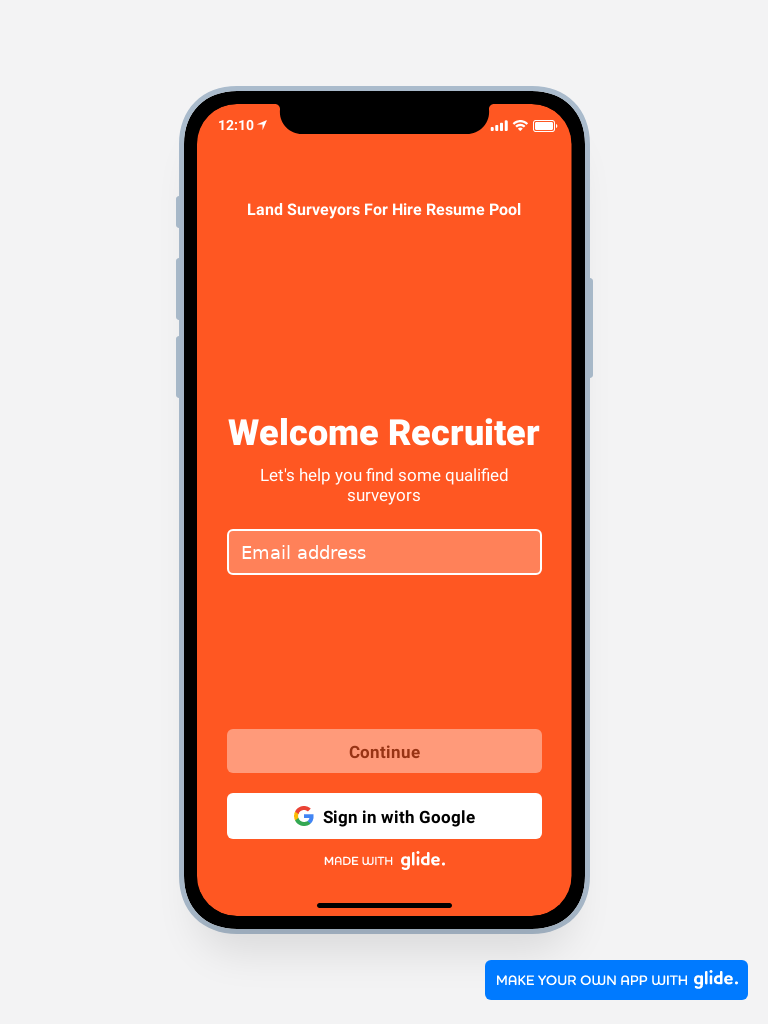 12:10
Land Surveyors For Hire Resume Pool
Welcome Recruiter
Let's help you find some qualified
surveyors
Email address
Continue
Sign in with Google
MADE WITH glide.
MAKE YOUR OWN APP WITH glide.